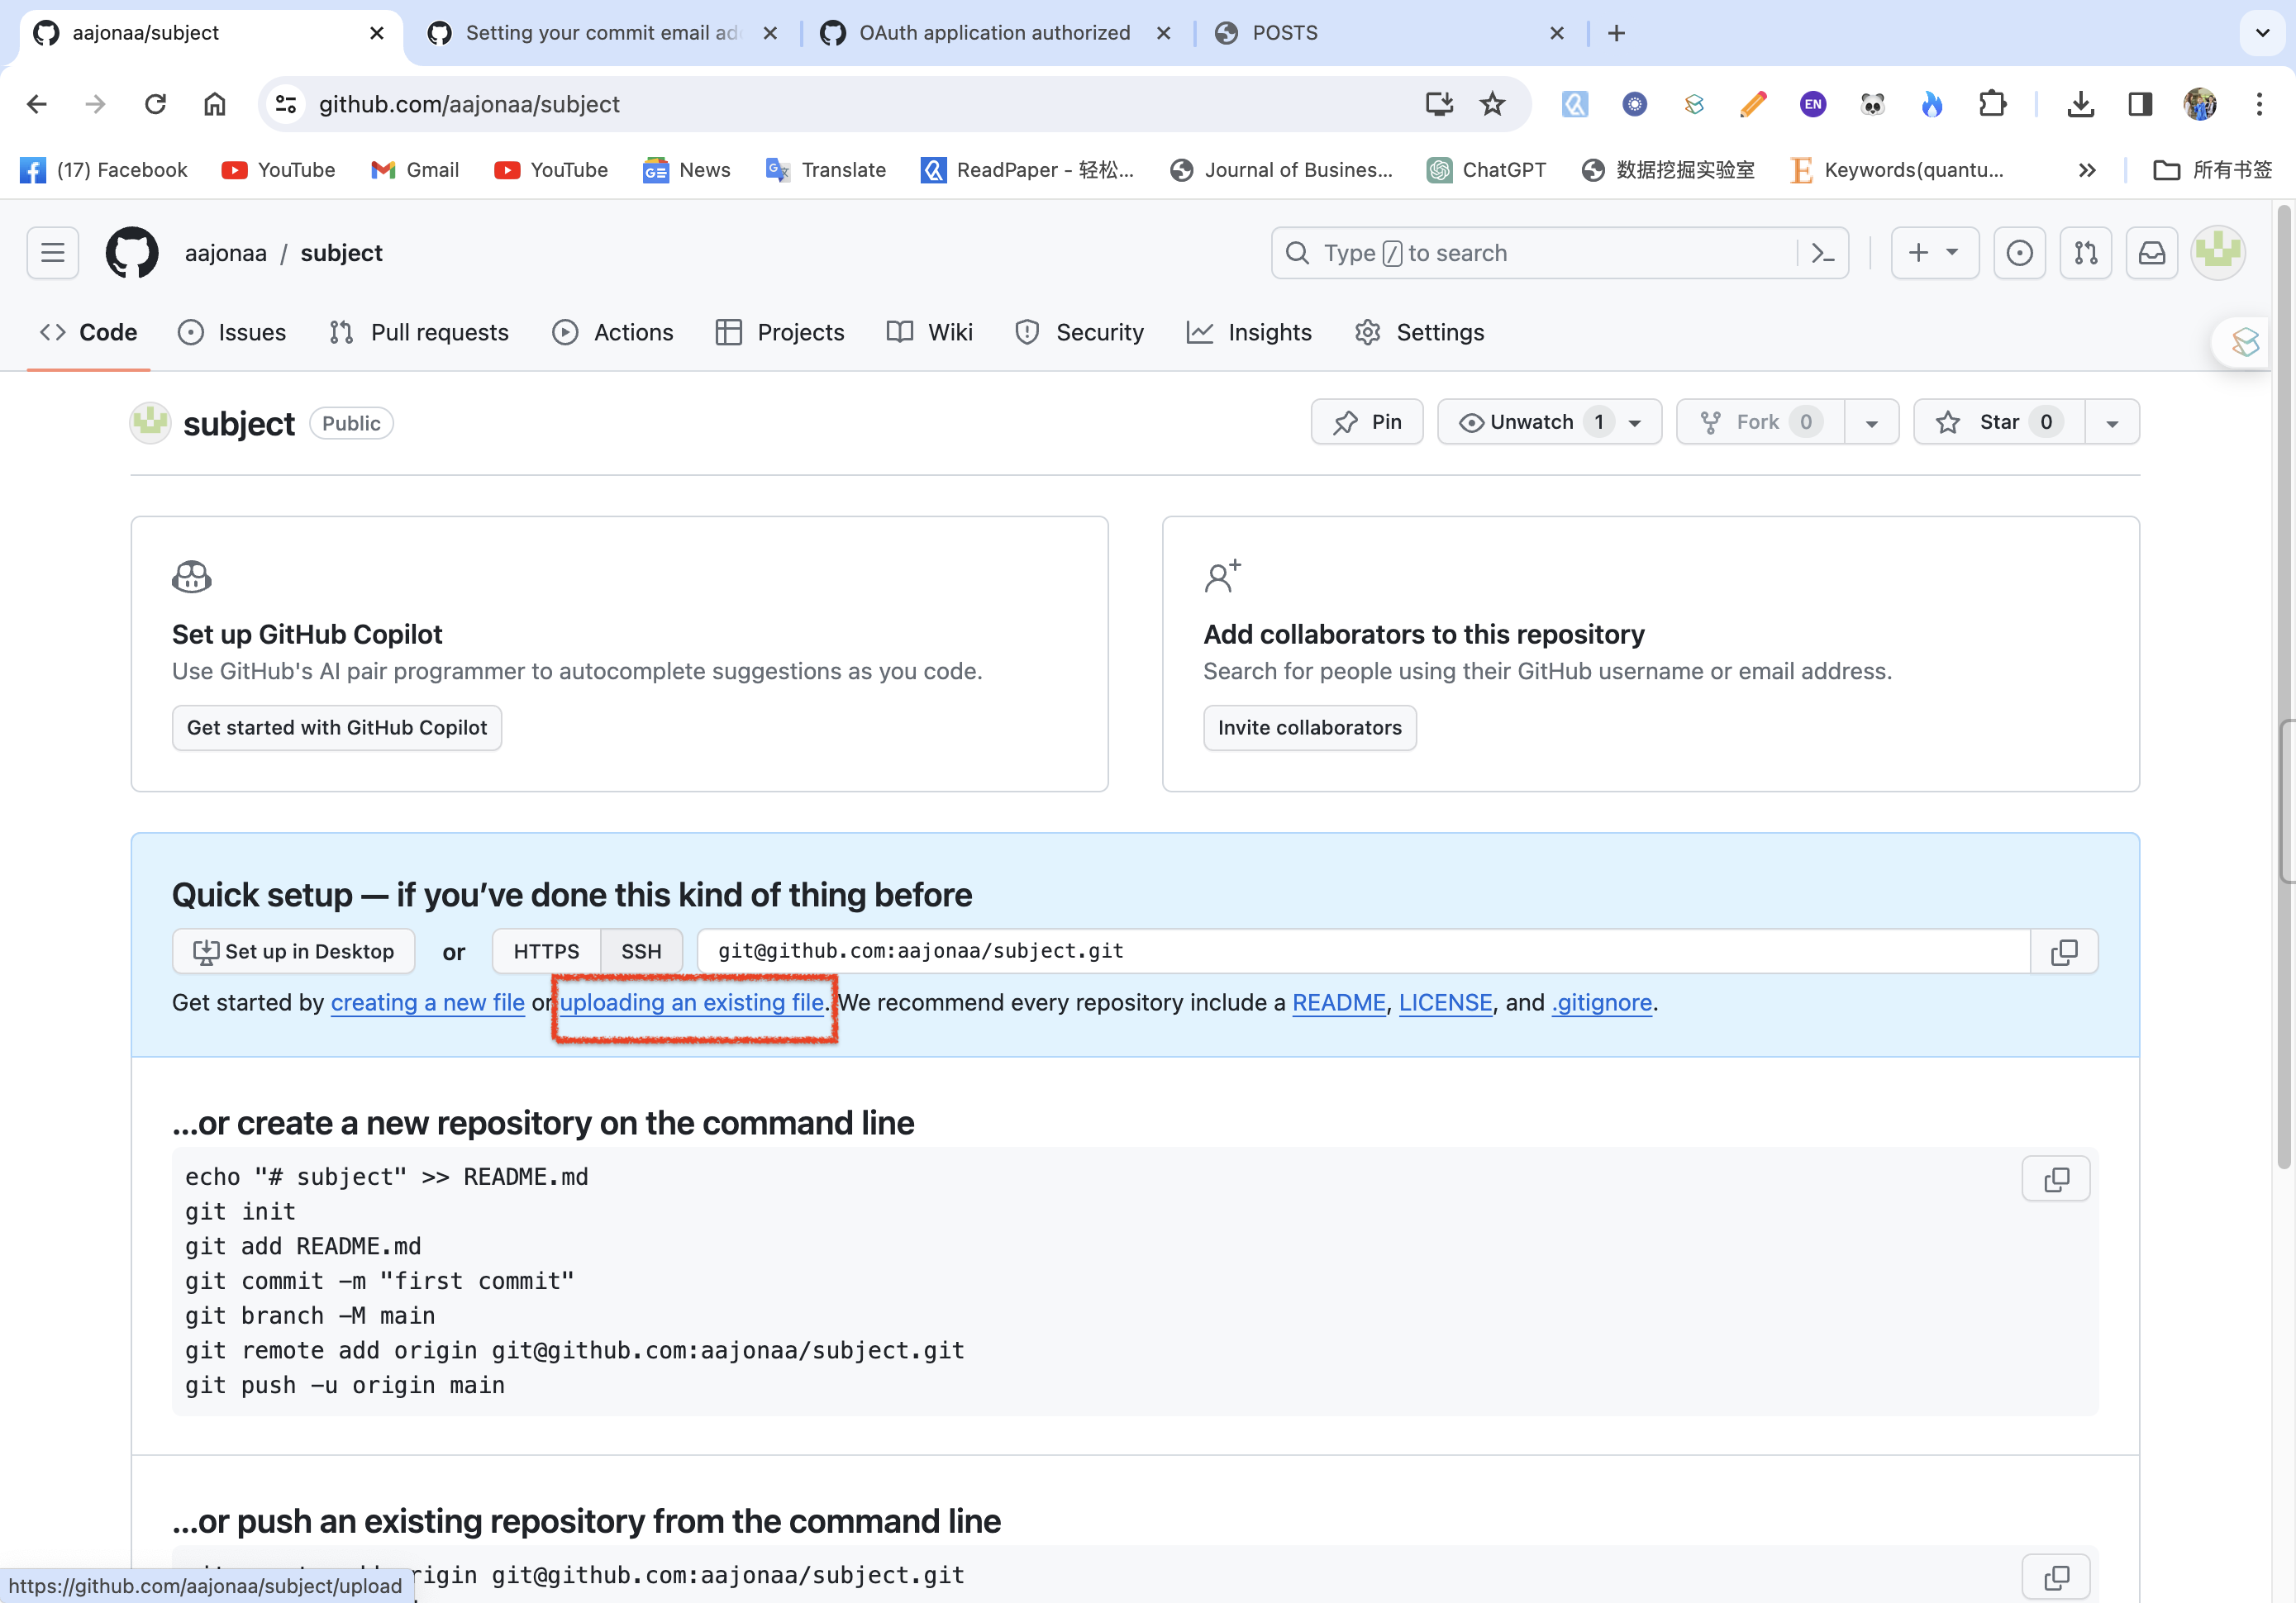 aajonaa/subject
Setting your commit email ad
OAuth application authorized
POSTS
github.com/aajonaa/subject
EN
(17) Facebook
YouTube
Gmail
YouTube
News
Translate
ReadPaper - 轻松...
Journal of Busines...
ChatGPT
数据挖掘实验室
Keywords(quantu...
所有书签
aajonaa / subject
Type / to search
Code
Issues
Pull requests
Actions
Projects
Wiki
Security
Insights
Settings
subject Public
Pin
Unwatch 1
Fork 0
Star 0
Set up GitHub Copilot
Use GitHub's AI pair programmer to autocomplete suggestions as you code.
Get started with GitHub Copilot
Add collaborators to this repository
Search for people using their GitHub username or email address.
Invite collaborators
Quick setup — if you’ve done this kind of thing before
Set up in Desktop or HTTPS SSH git@github.com:aajonaa/subject.git
Get started by creating a new file or uploading an existing file. We recommend every repository include a README, LICENSE, and .gitignore.
...or create a new repository on the command line
echo "# subject" >> README.md
git init
git add README.md
git commit -m "first commit"
git branch -M main
git remote add origin git@github.com:aajonaa/subject.git
git push -u origin main
...or push an existing repository from the command line
origin git@github.com:aajonaa/subject.git
https://github.com/aajonaa/subject/upload